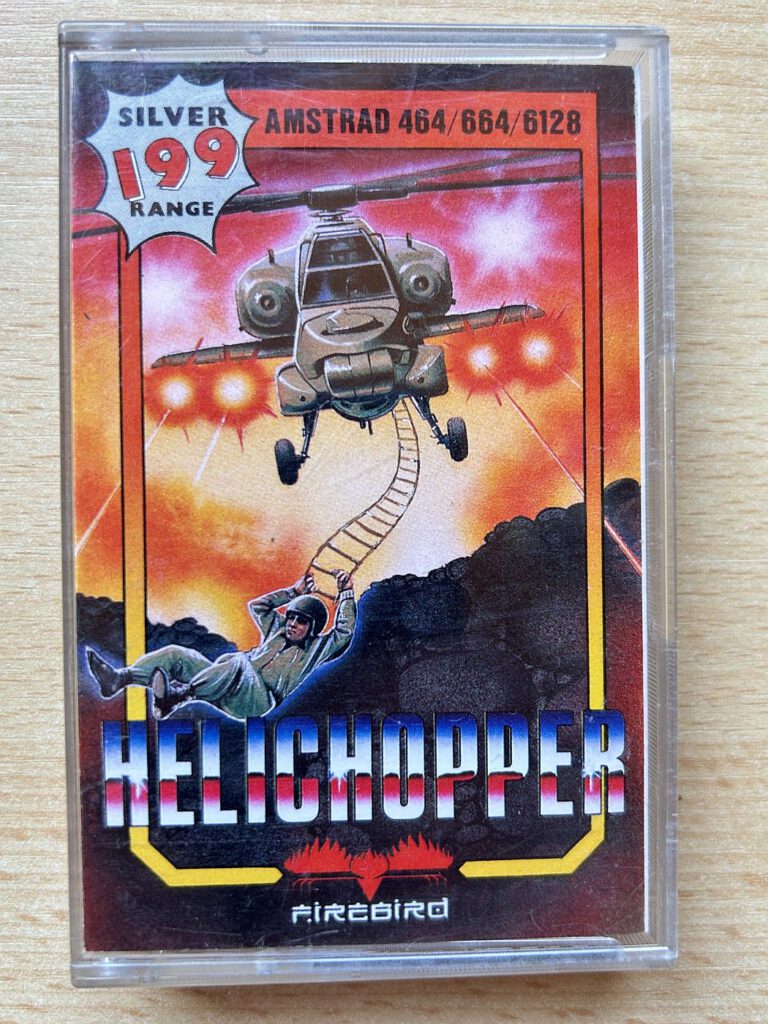 SILVER
199
RANGE
AMSTRAD 464/664/6128
HELICHOPPER
FIREBIRD